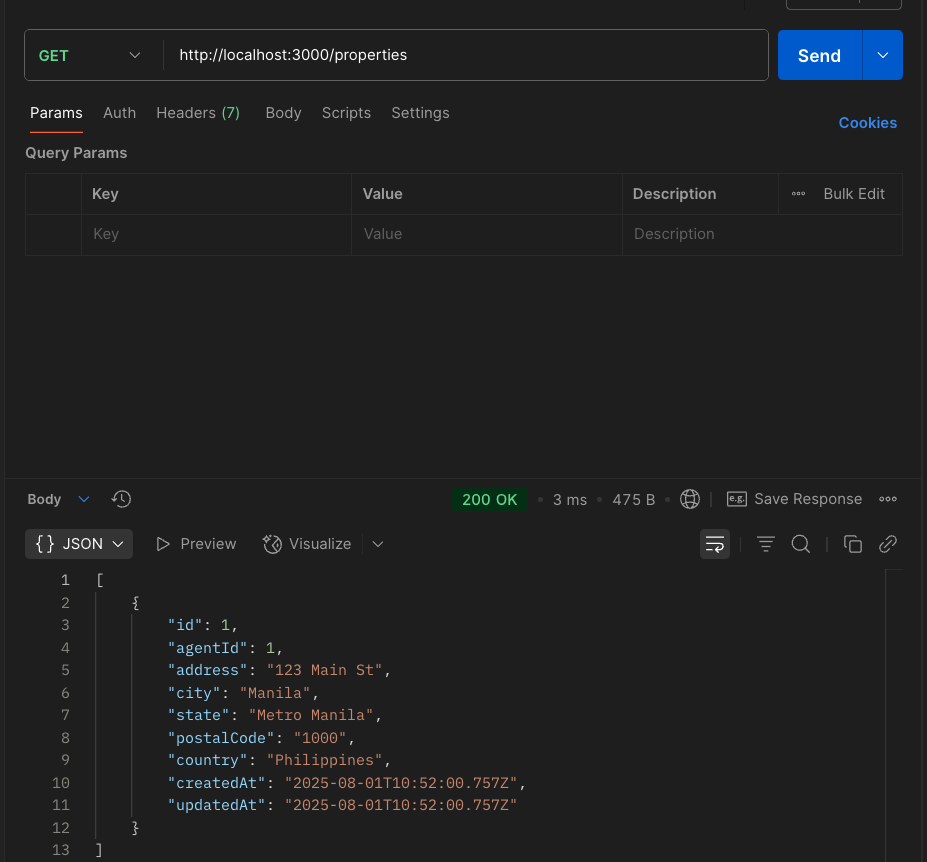 GET http://localhost:3000/properties Send
Params Auth Headers (7) Body Scripts Settings
Cookies
Query Params
Key Value Description Bulk Edit
Key Value Description
Body 200 OK 3 ms 475 B e.g. Save Response
{} JSON Preview Visualize
1 [
2 {
3 "id": 1,
4 "agentId": 1,
5 "address": "123 Main St",
6 "city": "Manila",
7 "state": "Metro Manila",
8 "postalCode": "1000",
9 "country": "Philippines",
10 "createdAt": "2025-08-01T10:52:00.757Z",
11 "updatedAt": "2025-08-01T10:52:00.757Z"
12 }
13 ]